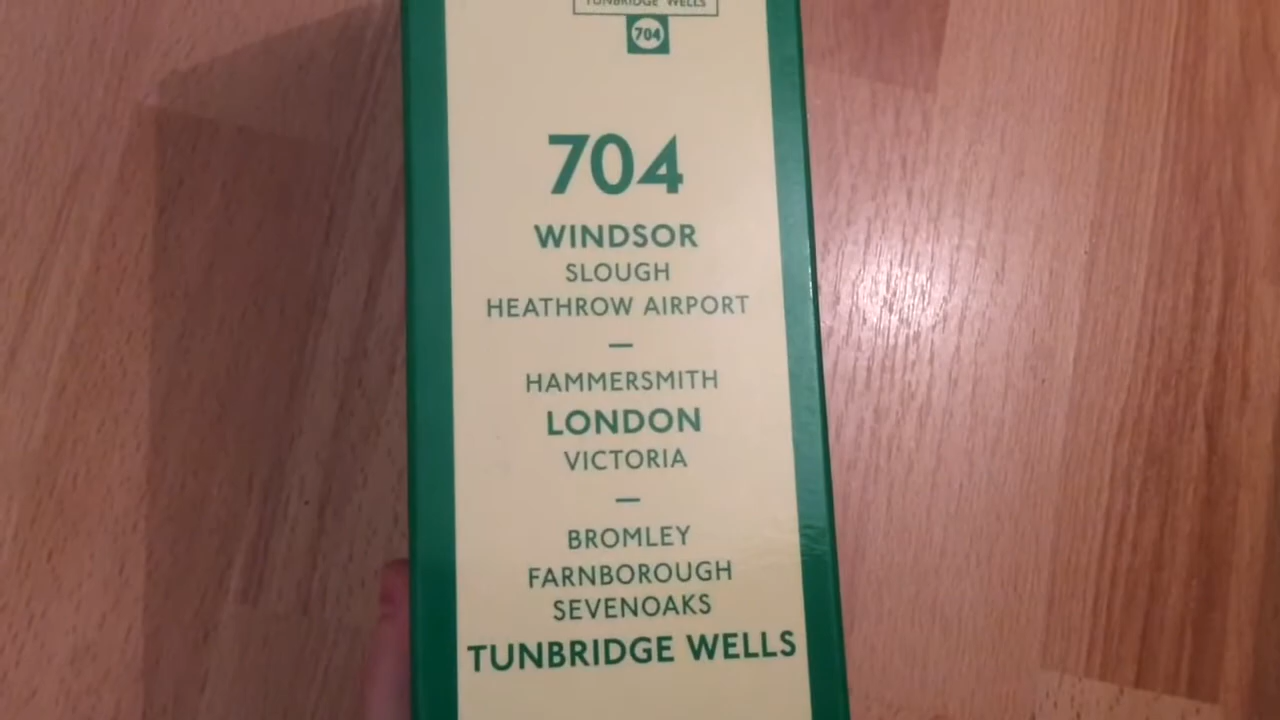 TUNBRIDGE WELLS
704
704
WINDSOR
SLOUGH
HEATHROW AIRPORT
—
HAMMERSMITH
LONDON
VICTORIA
—
BROMLEY
FARNBOROUGH
SEVENOAKS
TUNBRIDGE WELLS